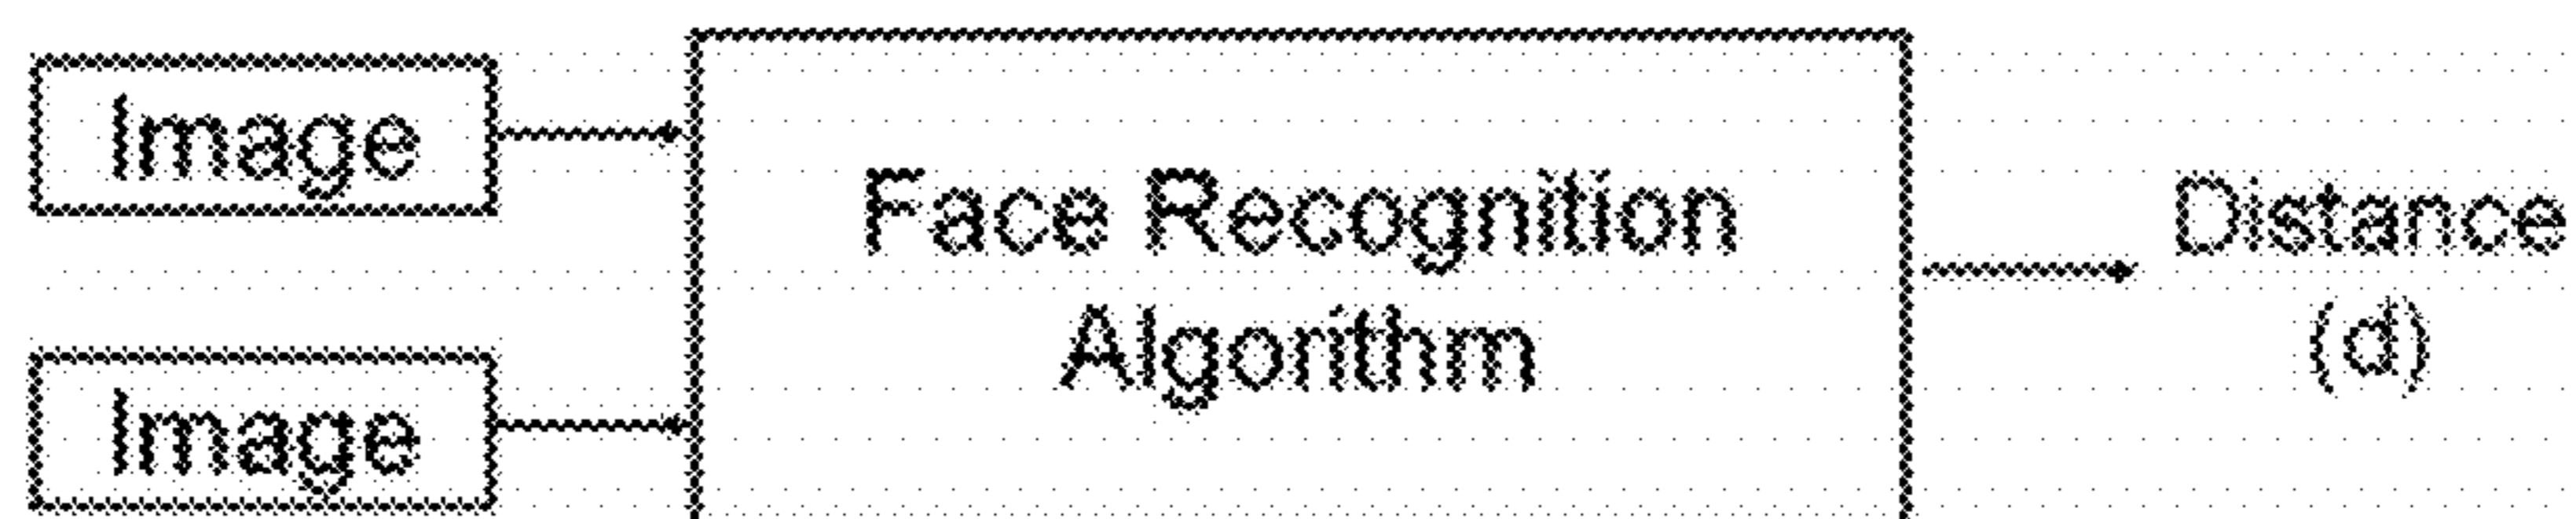 Image
Face Recognition
Algorithm
Distance
(d)
Image